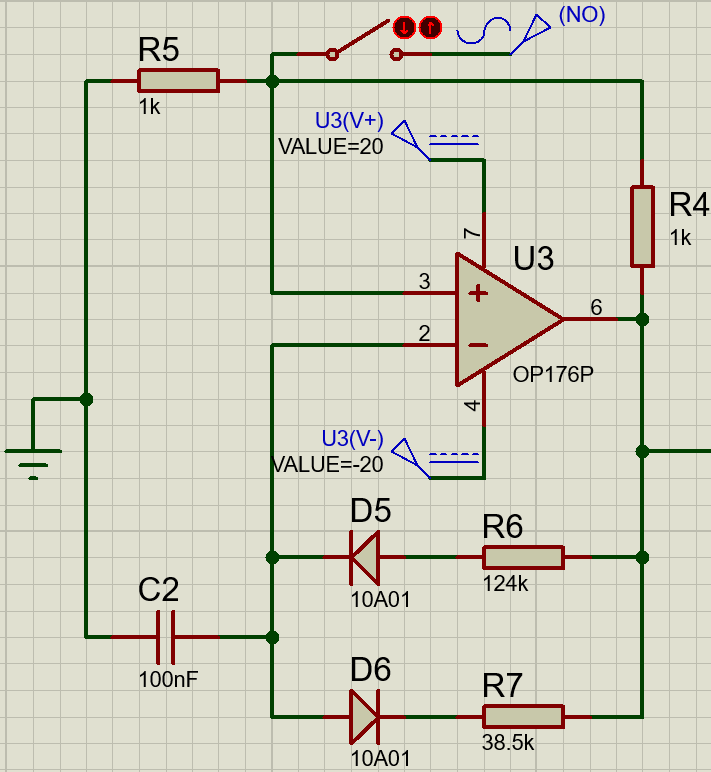 (NO)
R5
1k
U3(V+)
VALUE=20
R4
1k
7
U3
3
6
2
OP176P
4
U3(V-)
VALUE=-20
D5
R6
124k
10A01
C2
100nF
D6
R7
38.5k
10A01